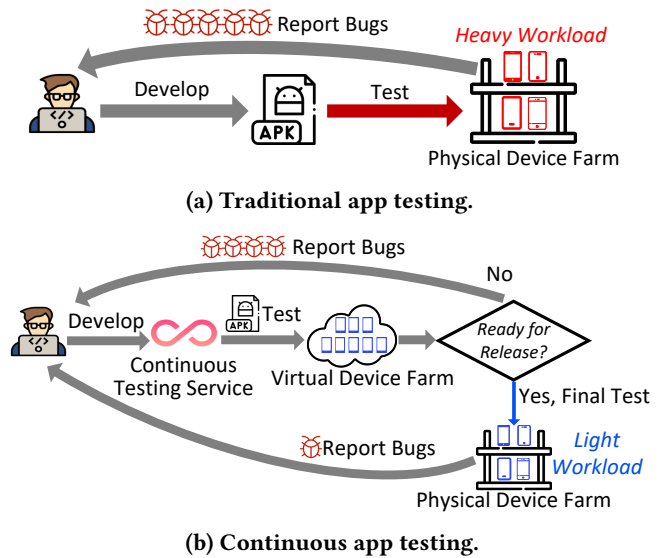 Report Bugs
Heavy Workload
Develop
Test
</>
APK
Physical Device Farm
(a) Traditional app testing.
Report Bugs
No
Develop
APK
Test
Ready for
Release?
</>
Continuous
Testing Service
Virtual Device Farm
Yes, Final Test
Report Bugs
Light
Workload
Physical Device Farm
(b) Continuous app testing.